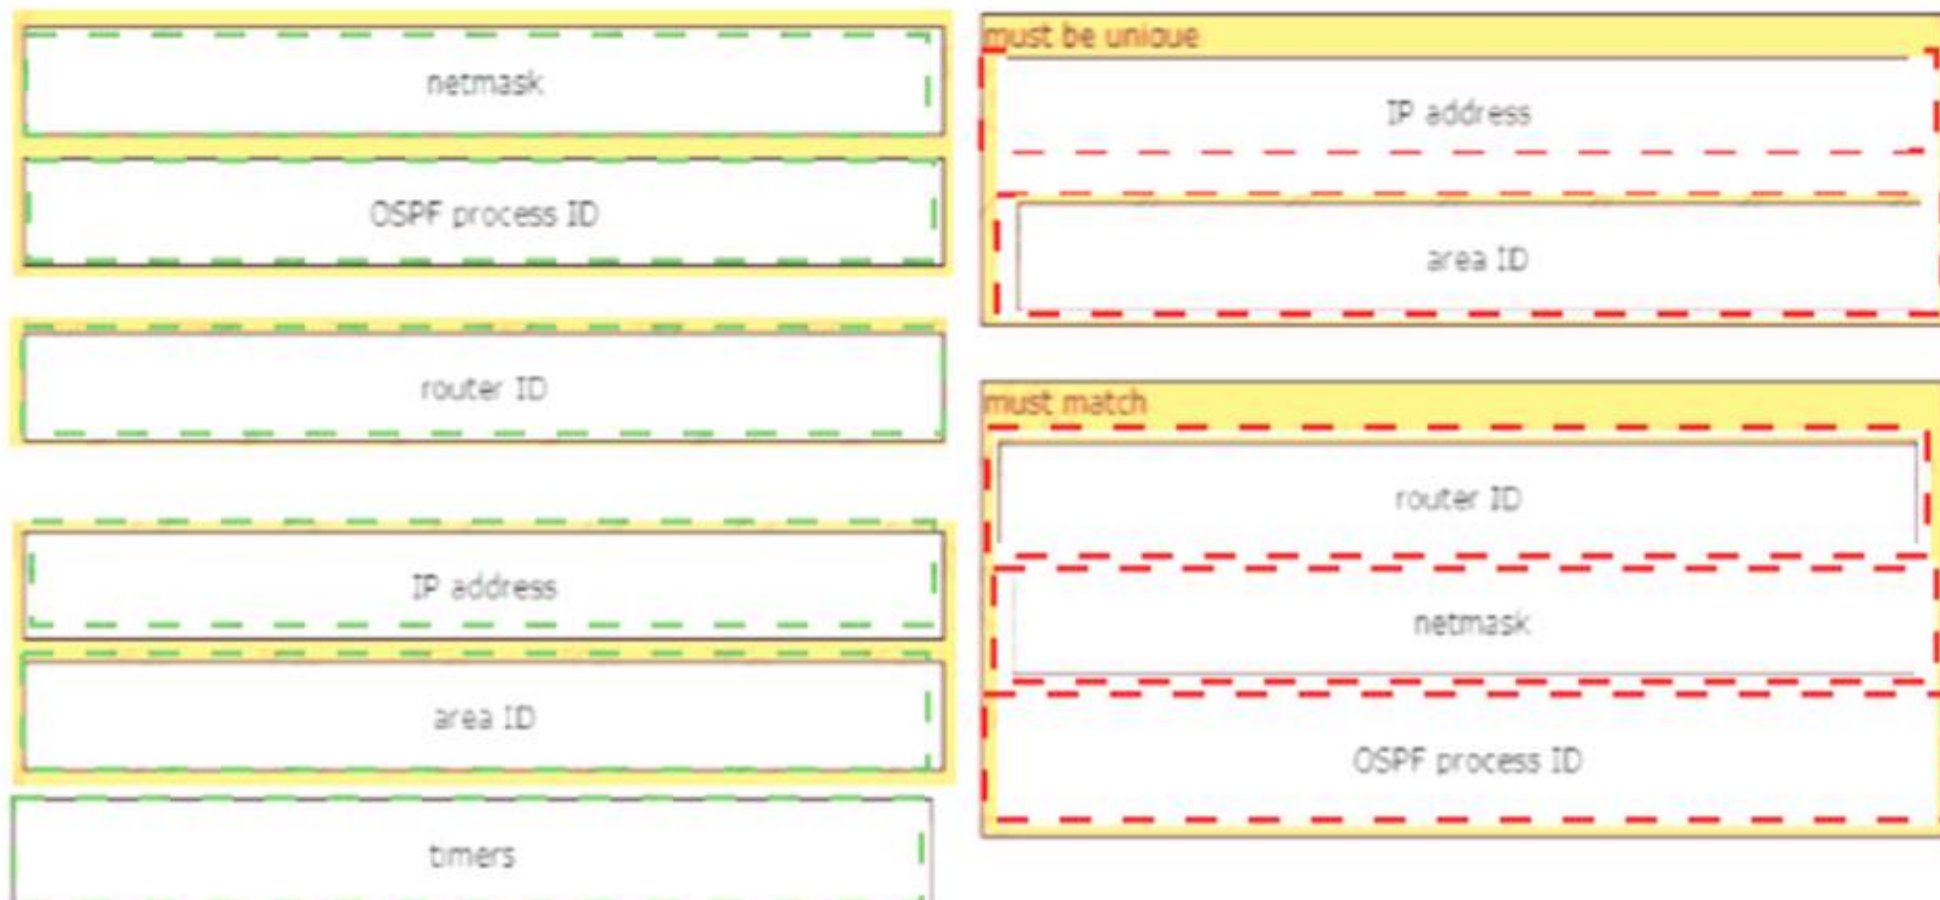 netmask
OSPF process ID
router ID
IP address
area ID
timers
must be unique
IP address
area ID
must match
router ID
netmask
OSPF process ID